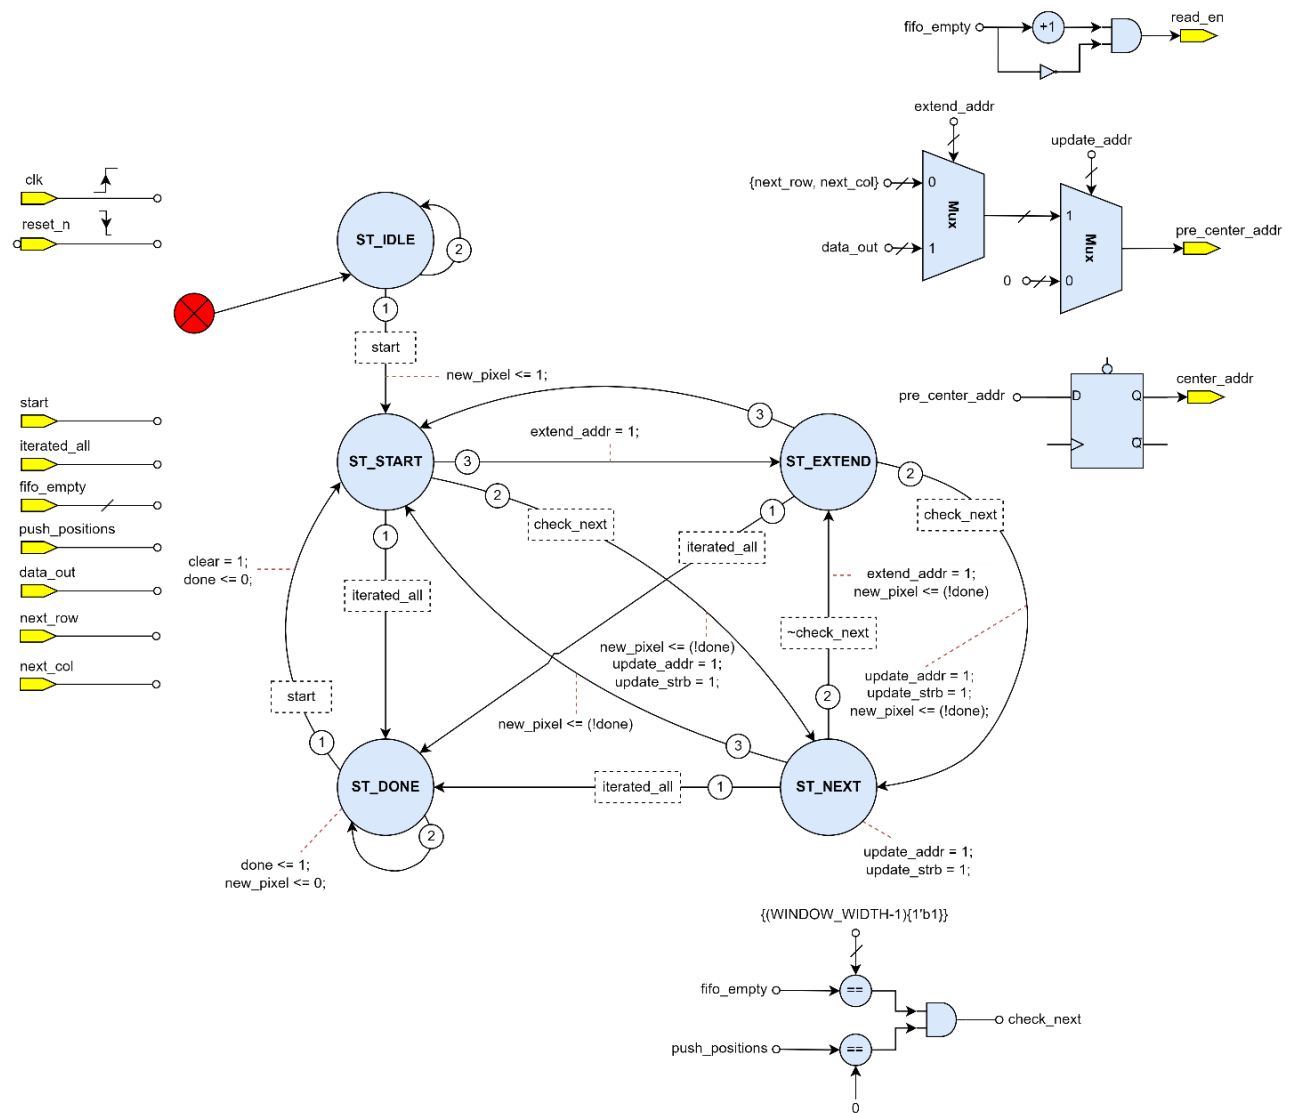 fifo_empty
+1
read_en
extend_addr
update_addr
{next_row, next_col}
0
Mux
data_out
1
1
Mux
pre_center_addr
0
0
clk
reset_n
ST_IDLE
2
1
start
new_pixel <= 1;
pre_center_addr
D
Q
Q
center_addr
start
iterated_all
fifo_empty
push_positions
data_out
next_row
next_col
3
extend_addr = 1;
ST_START
3
ST_EXTEND
2
2
1
1
check_next
check_next
iterated_all
clear = 1;
done <= 0;
iterated_all
extend_addr = 1;
new_pixel <= (!done)
~check_next
new_pixel <= (!done)
update_addr = 1;
update_strb = 1;
update_addr = 1;
update_strb = 1;
new_pixel <= (!done);
start
2
new_pixel <= (!done)
1
3
ST_DONE
iterated_all
1
ST_NEXT
2
done <= 1;
new_pixel <= 0;
update_addr = 1;
update_strb = 1;
{(WINDOW_WIDTH-1){1'b1}}
fifo_empty
==
check_next
push_positions
==
0